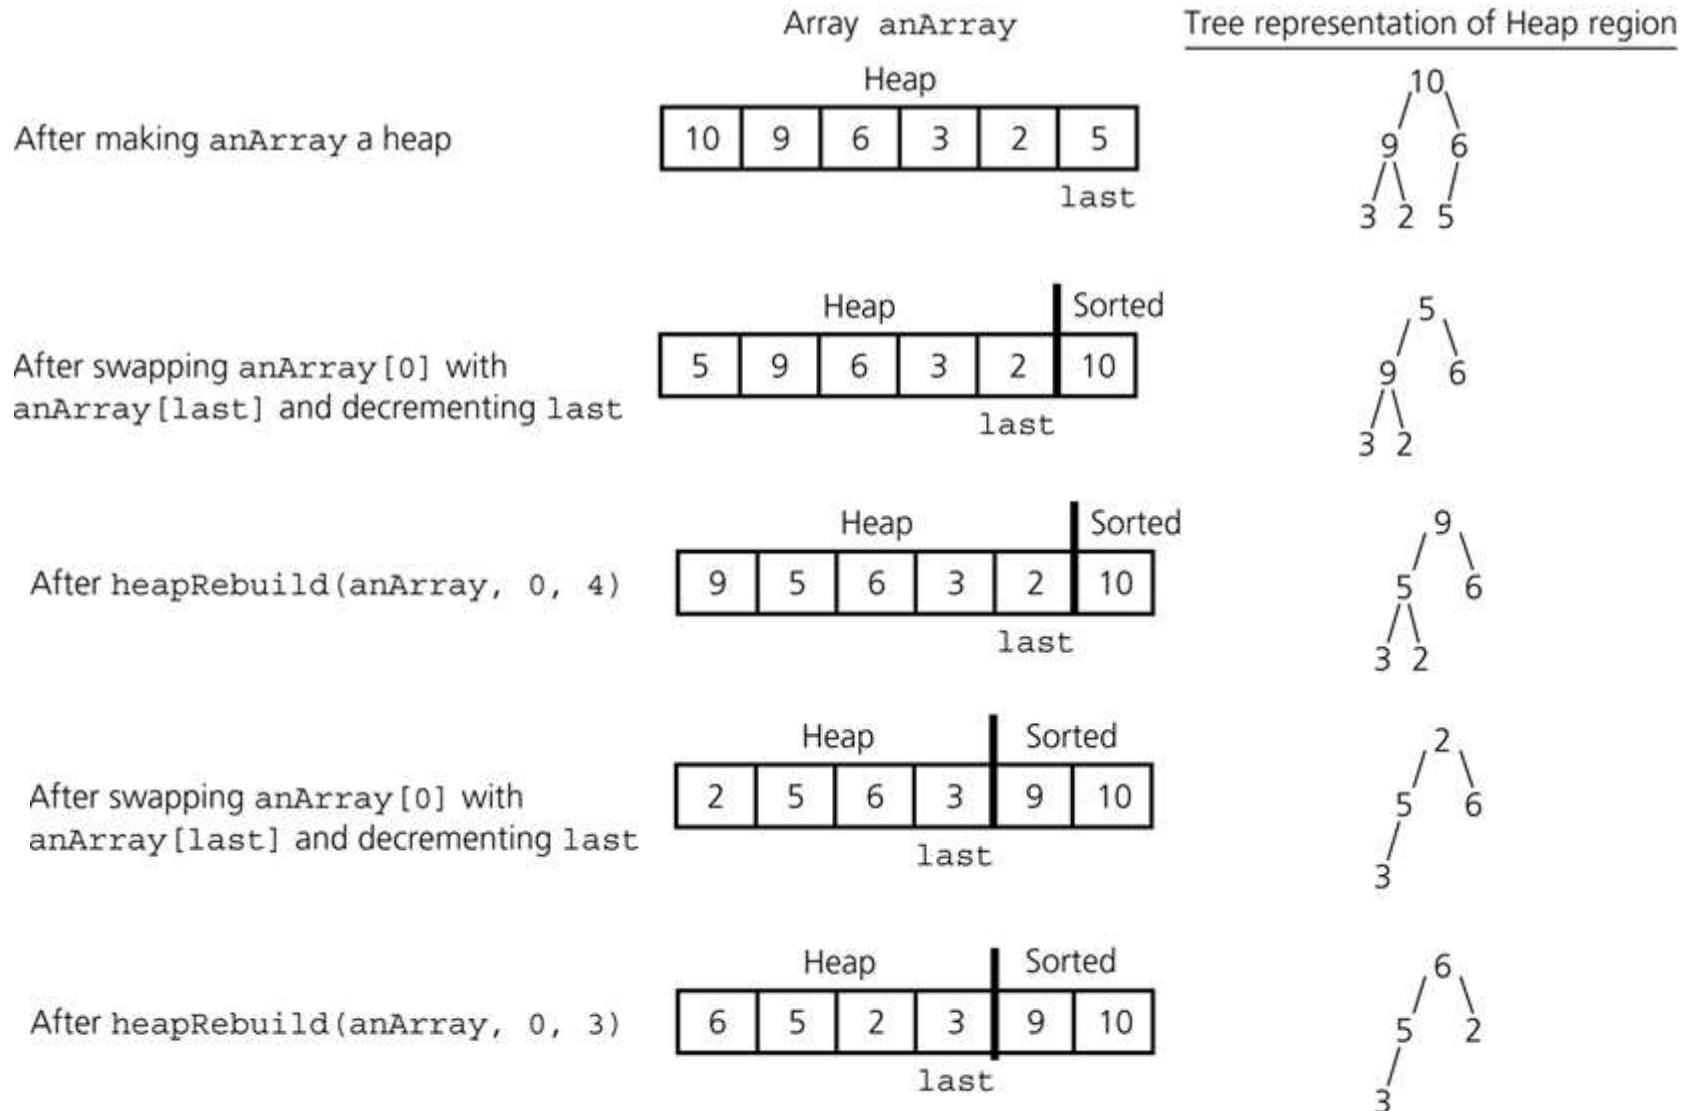 Array anArray
Tree representation of Heap region
Heap
After making anArray a heap
10 9 6 3 2 5
last
10
9 6
3 2 5
Heap Sorted
After swapping anArray[0] with
anArray[last] and decrementing last
5 9 6 3 2 10
last
5
9 6
3 2
Heap Sorted
After heapRebuild(anArray, 0, 4)
9 5 6 3 2 10
last
9
5 6
3 2
Heap Sorted
After swapping anArray[0] with
anArray[last] and decrementing last
2 5 6 3 9 10
last
2
5 6
3
Heap Sorted
After heapRebuild(anArray, 0, 3)
6 5 2 3 9 10
last
6
5 2
3